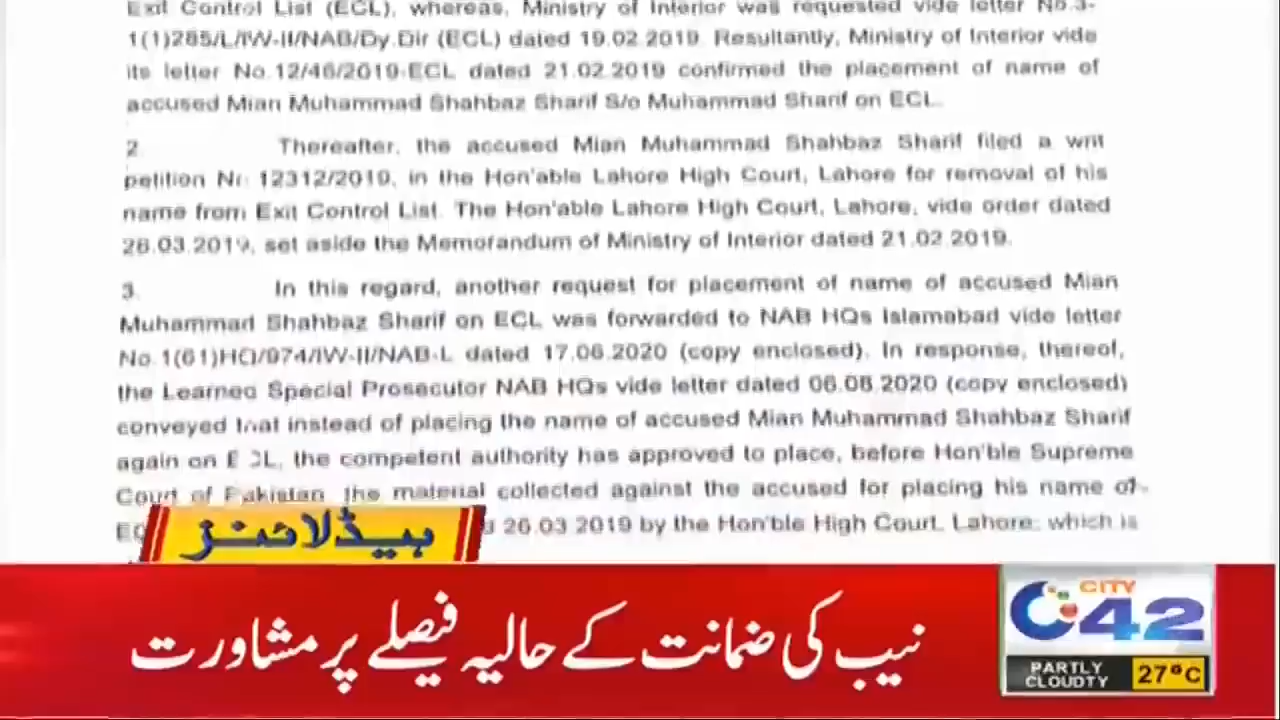 Exit Control List (ECL), whereas, Ministry of Interior was requested vide letter No.3-
1(1)285/L/IW-II/NAB/Dy.Dir (ECL) dated 19.02.2019. Resultantly, Ministry of Interior vide
its letter No.12/46/2019-ECL dated 21.02.2019 confirmed the placement of name of
accused Mian Muhammad Shahbaz Sharif S/o Muhammad Sharif on ECL.
2. Thereafter, the accused Mian Muhammad Shahbaz Sharif filed a writ
petition No. 12312/2019, in the Hon'able Lahore High Court, Lahore for removal of his
name from Exit Control List. The Hon'able Lahore High Court, Lahore, vide order dated
26.03.2019, set aside the Memorandum of Ministry of Interior dated 21.02.2019.
3. In this regard, another request for placement of name of accused Mian
Muhammad Shahbaz Sharif on ECL was forwarded to NAB HQs Islamabad vide letter
No.1(61)HQ/974/IW-II/NAB-L dated 17.06.2020 (copy enclosed). In response, thereof,
the Learned Special Prosecutor NAB HQs vide letter dated 06.08.2020 (copy enclosed)
conveyed that instead of placing the name of accused Mian Muhammad Shahbaz Sharif
again on ECL, the competent authority has approved to place, before Hon'ble Supreme
Court of Pakistan, the material collected against the accused for placing his name of
26.03.2019 by the Hon'ble High Court, Lahore, which is
ہیڈلائنز
نیب کی ضمانت کے حالیہ فیصلے پر مشاورت
CITY
42
PARTLY
CLOUDTY
27°C